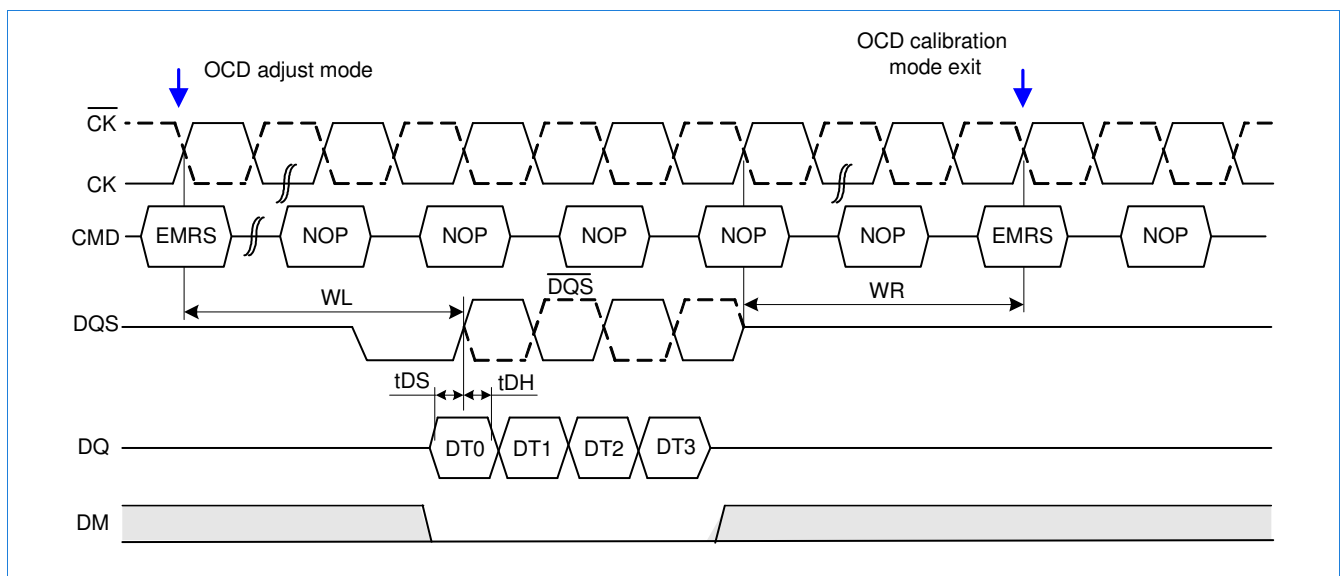 OCD adjust mode
OCD calibration
mode exit
CK
CK
CMD EMRS NOP NOP NOP NOP NOP EMRS NOP
WL DQS WR
DQS
tDS tDH
DQ DT0 DT1 DT2 DT3
DM